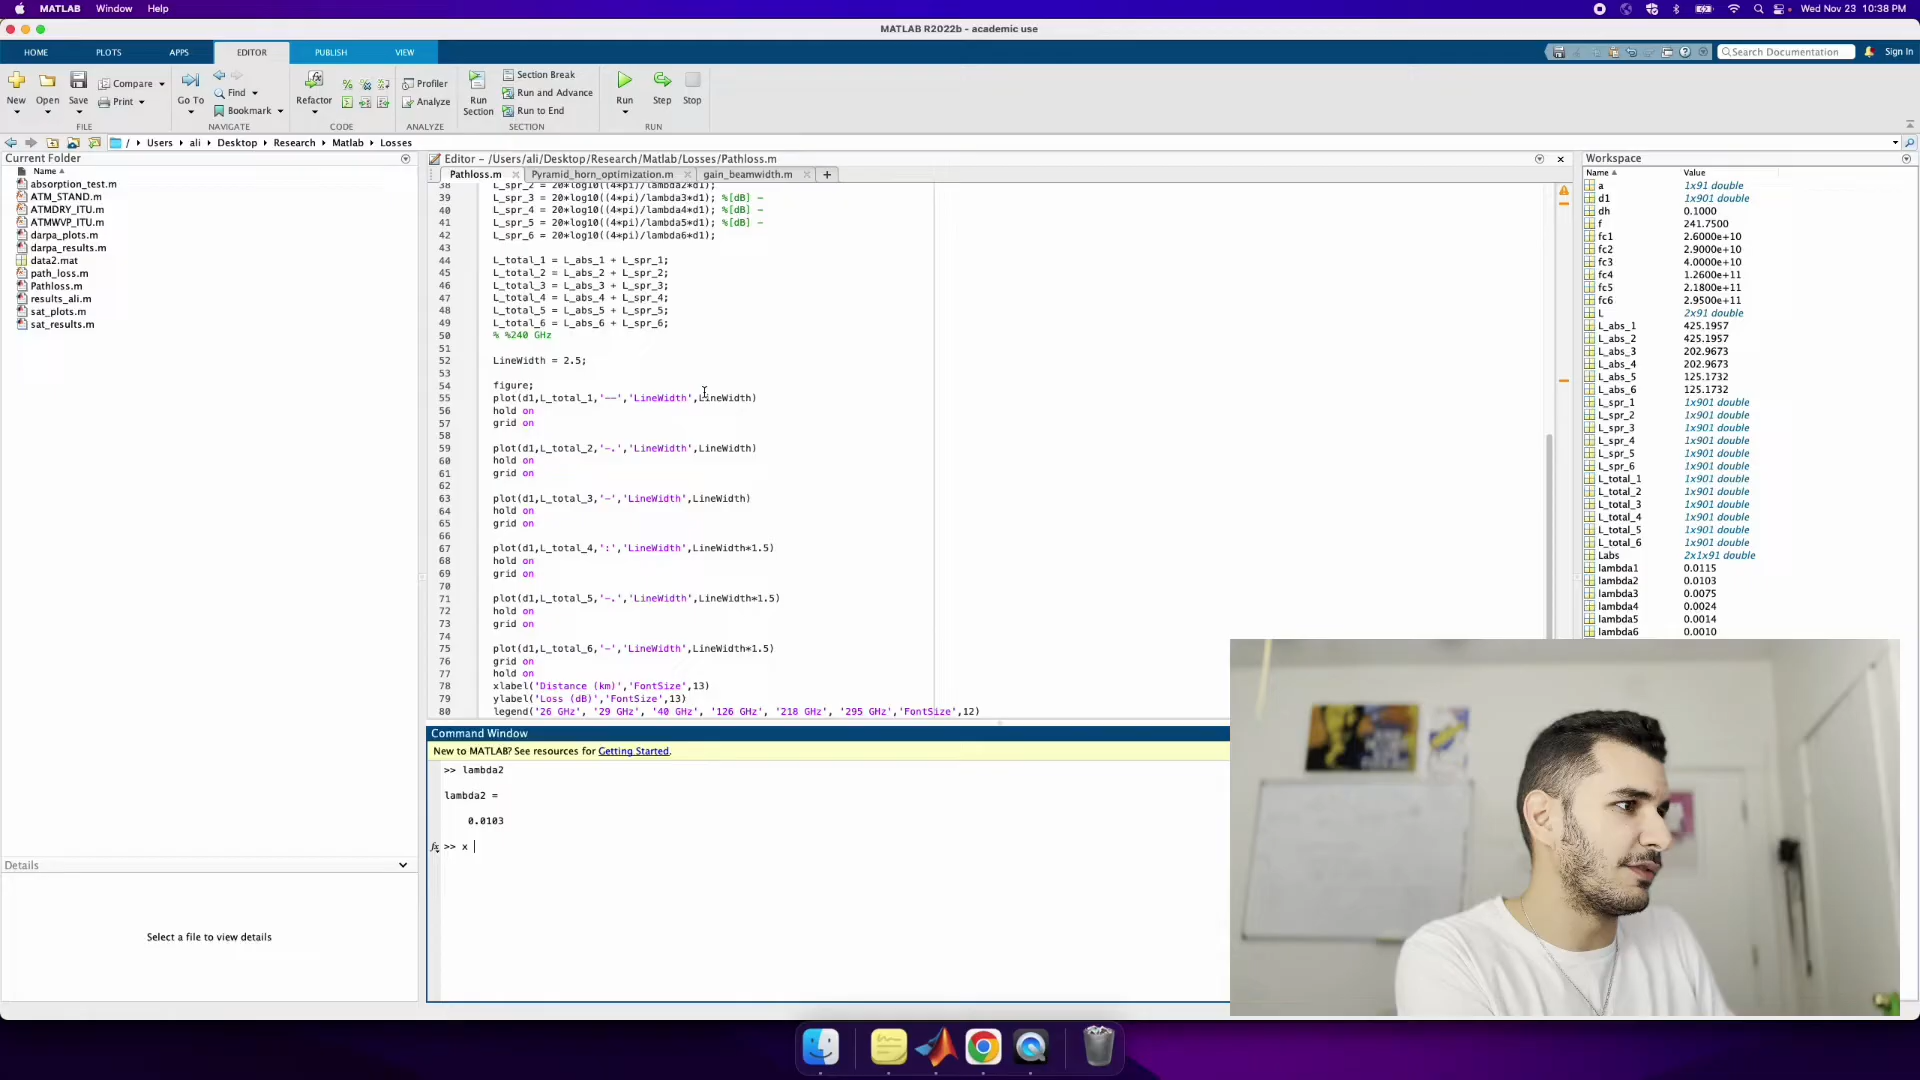 MATLAB Window Help
Wed Nov 23 10:38 PM
MATLAB R2022b - academic use
HOME PLOTS APPS EDITOR PUBLISH VIEW
Search Documentation
Sign In
New Open Save Compare Print
FILE
Go To Find Bookmark
NAVIGATE
Refactor
CODE
Profiler
Analyze
ANALYZE
Run Section
Section Break
Run and Advance
Run to End
SECTION
Run Step Stop
RUN
/ Users ali Desktop Research Matlab Losses
Current Folder
Name
absorption_test.m
ATM_STAND.m
ATMDRY_ITU.m
ATMWVP_ITU.m
darpa_plots.m
darpa_results.m
data2.mat
path_loss.m
Pathloss.m
results_ali.m
sat_plots.m
sat_results.m
Details
Select a file to view details
Editor - /Users/ali/Desktop/Research/Matlab/Losses/Pathloss.m
Pathloss.m Pyramid_horn_optimization.m gain_beamwidth.m
38 L_spr_2 = 20*log10((4*pi)/lambda2*d1);
39 L_spr_3 = 20*log10((4*pi)/lambda3*d1); %[dB] -
40 L_spr_4 = 20*log10((4*pi)/lambda4*d1); %[dB] -
41 L_spr_5 = 20*log10((4*pi)/lambda5*d1); %[dB] -
42 L_spr_6 = 20*log10((4*pi)/lambda6*d1);
43
44 L_total_1 = L_abs_1 + L_spr_1;
45 L_total_2 = L_abs_2 + L_spr_2;
46 L_total_3 = L_abs_3 + L_spr_3;
47 L_total_4 = L_abs_4 + L_spr_4;
48 L_total_5 = L_abs_5 + L_spr_5;
49 L_total_6 = L_abs_6 + L_spr_6;
50 % %240 GHz
51
52 LineWidth = 2.5;
53
54 figure;
55 plot(d1,L_total_1,'--','LineWidth',LineWidth)
56 hold on
57 grid on
58
59 plot(d1,L_total_2,'-.','LineWidth',LineWidth)
60 hold on
61 grid on
62
63 plot(d1,L_total_3,'-','LineWidth',LineWidth)
64 hold on
65 grid on
66
67 plot(d1,L_total_4,':','LineWidth',LineWidth*1.5)
68 hold on
69 grid on
70
71 plot(d1,L_total_5,'-.','LineWidth',LineWidth*1.5)
72 hold on
73 grid on
74
75 plot(d1,L_total_6,'-','LineWidth',LineWidth*1.5)
76 grid on
77 hold on
78 xlabel('Distance (km)','FontSize',13)
79 ylabel('Loss (dB)','FontSize',13)
80 legend('26 GHz', '29 GHz', '40 GHz', '126 GHz', '218 GHz', '295 GHz','FontSize',12)
Command Window
New to MATLAB? See resources for Getting Started.
>> lambda2
lambda2 =
0.0103
fx >> x
Workspace
Name Value
a 1x91 double
d1 1x901 double
dh 0.1000
f 241.7500
fc1 2.6000e+10
fc2 2.9000e+10
fc3 4.0000e+10
fc4 1.2600e+11
fc5 2.1800e+11
fc6 2.9500e+11
L 2x91 double
L_abs_1 425.1957
L_abs_2 425.1957
L_abs_3 202.9673
L_abs_4 202.9673
L_abs_5 125.1732
L_abs_6 125.1732
L_spr_1 1x901 double
L_spr_2 1x901 double
L_spr_3 1x901 double
L_spr_4 1x901 double
L_spr_5 1x901 double
L_spr_6 1x901 double
L_total_1 1x901 double
L_total_2 1x901 double
L_total_3 1x901 double
L_total_4 1x901 double
L_total_5 1x901 double
L_total_6 1x901 double
Labs 2x1x91 double
lambda1 0.0115
lambda2 0.0103
lambda3 0.0075
lambda4 0.0024
lambda5 0.0014
lambda6 0.0010